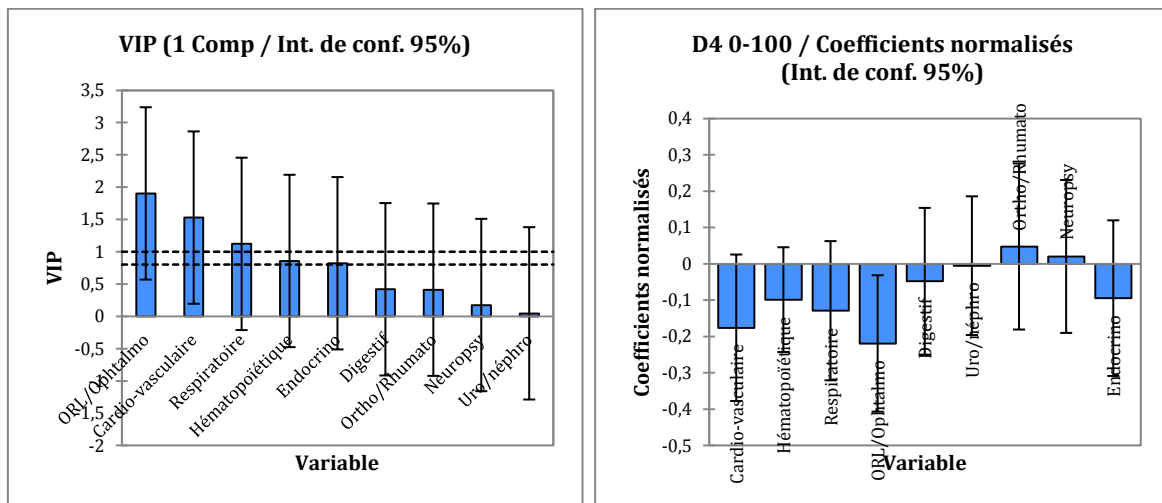 VIP (1 Comp / Int. de conf. 95%)
VIP
3,5
3
2,5
2
1,5
1
0,5
0
-0,5
-1
-1,5
-2
ORL/Ophtalmo
Cardio-vasculaire
Respiratoire
Hématopoïétique
Endocrino
Digestif
Ortho/Rhumato
Neuropsy
Uro/néphro
Variable
D4 0-100 / Coefficients normalisés
(Int. de conf. 95%)
Coefficients normalisés
0,4
0,3
0,2
0,1
0
-0,1
-0,2
-0,3
-0,4
-0,5
Cardio-vasculaire
Hématopoïétique
Respiratoire
ORL/Ophtalmo
Digestif
Uro/néphro
Ortho/Rhumato
Neuropsy
Endocrino
Variable